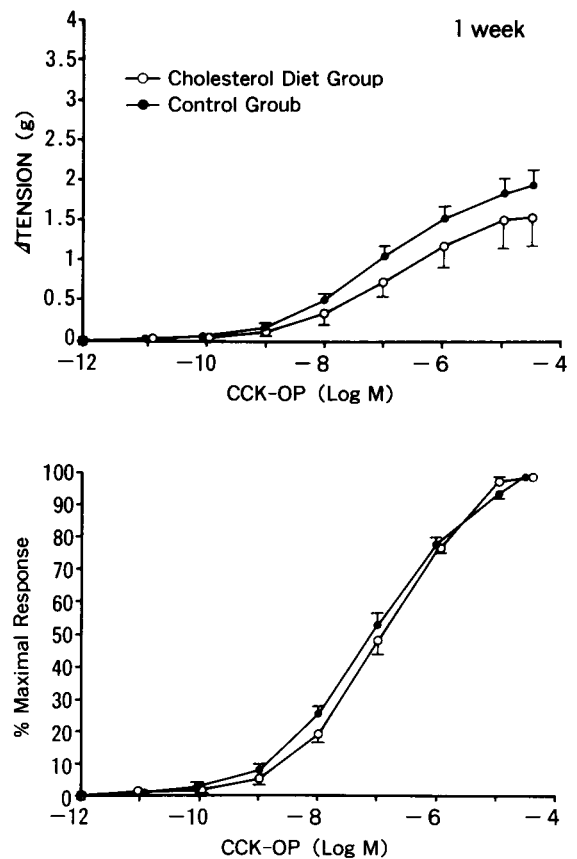 1 week
4
3.5
3
2.5
2
1.5
1
0.5
0
⊿TENSION (g)
Cholesterol Diet Group
Control Groub
−12 −10 −8 −6 −4
CCK-OP (Log M)
100
90
80
70
60
50
40
30
20
10
0
% Maximal Response
−12 −10 −8 −6 −4
CCK-OP (Log M)